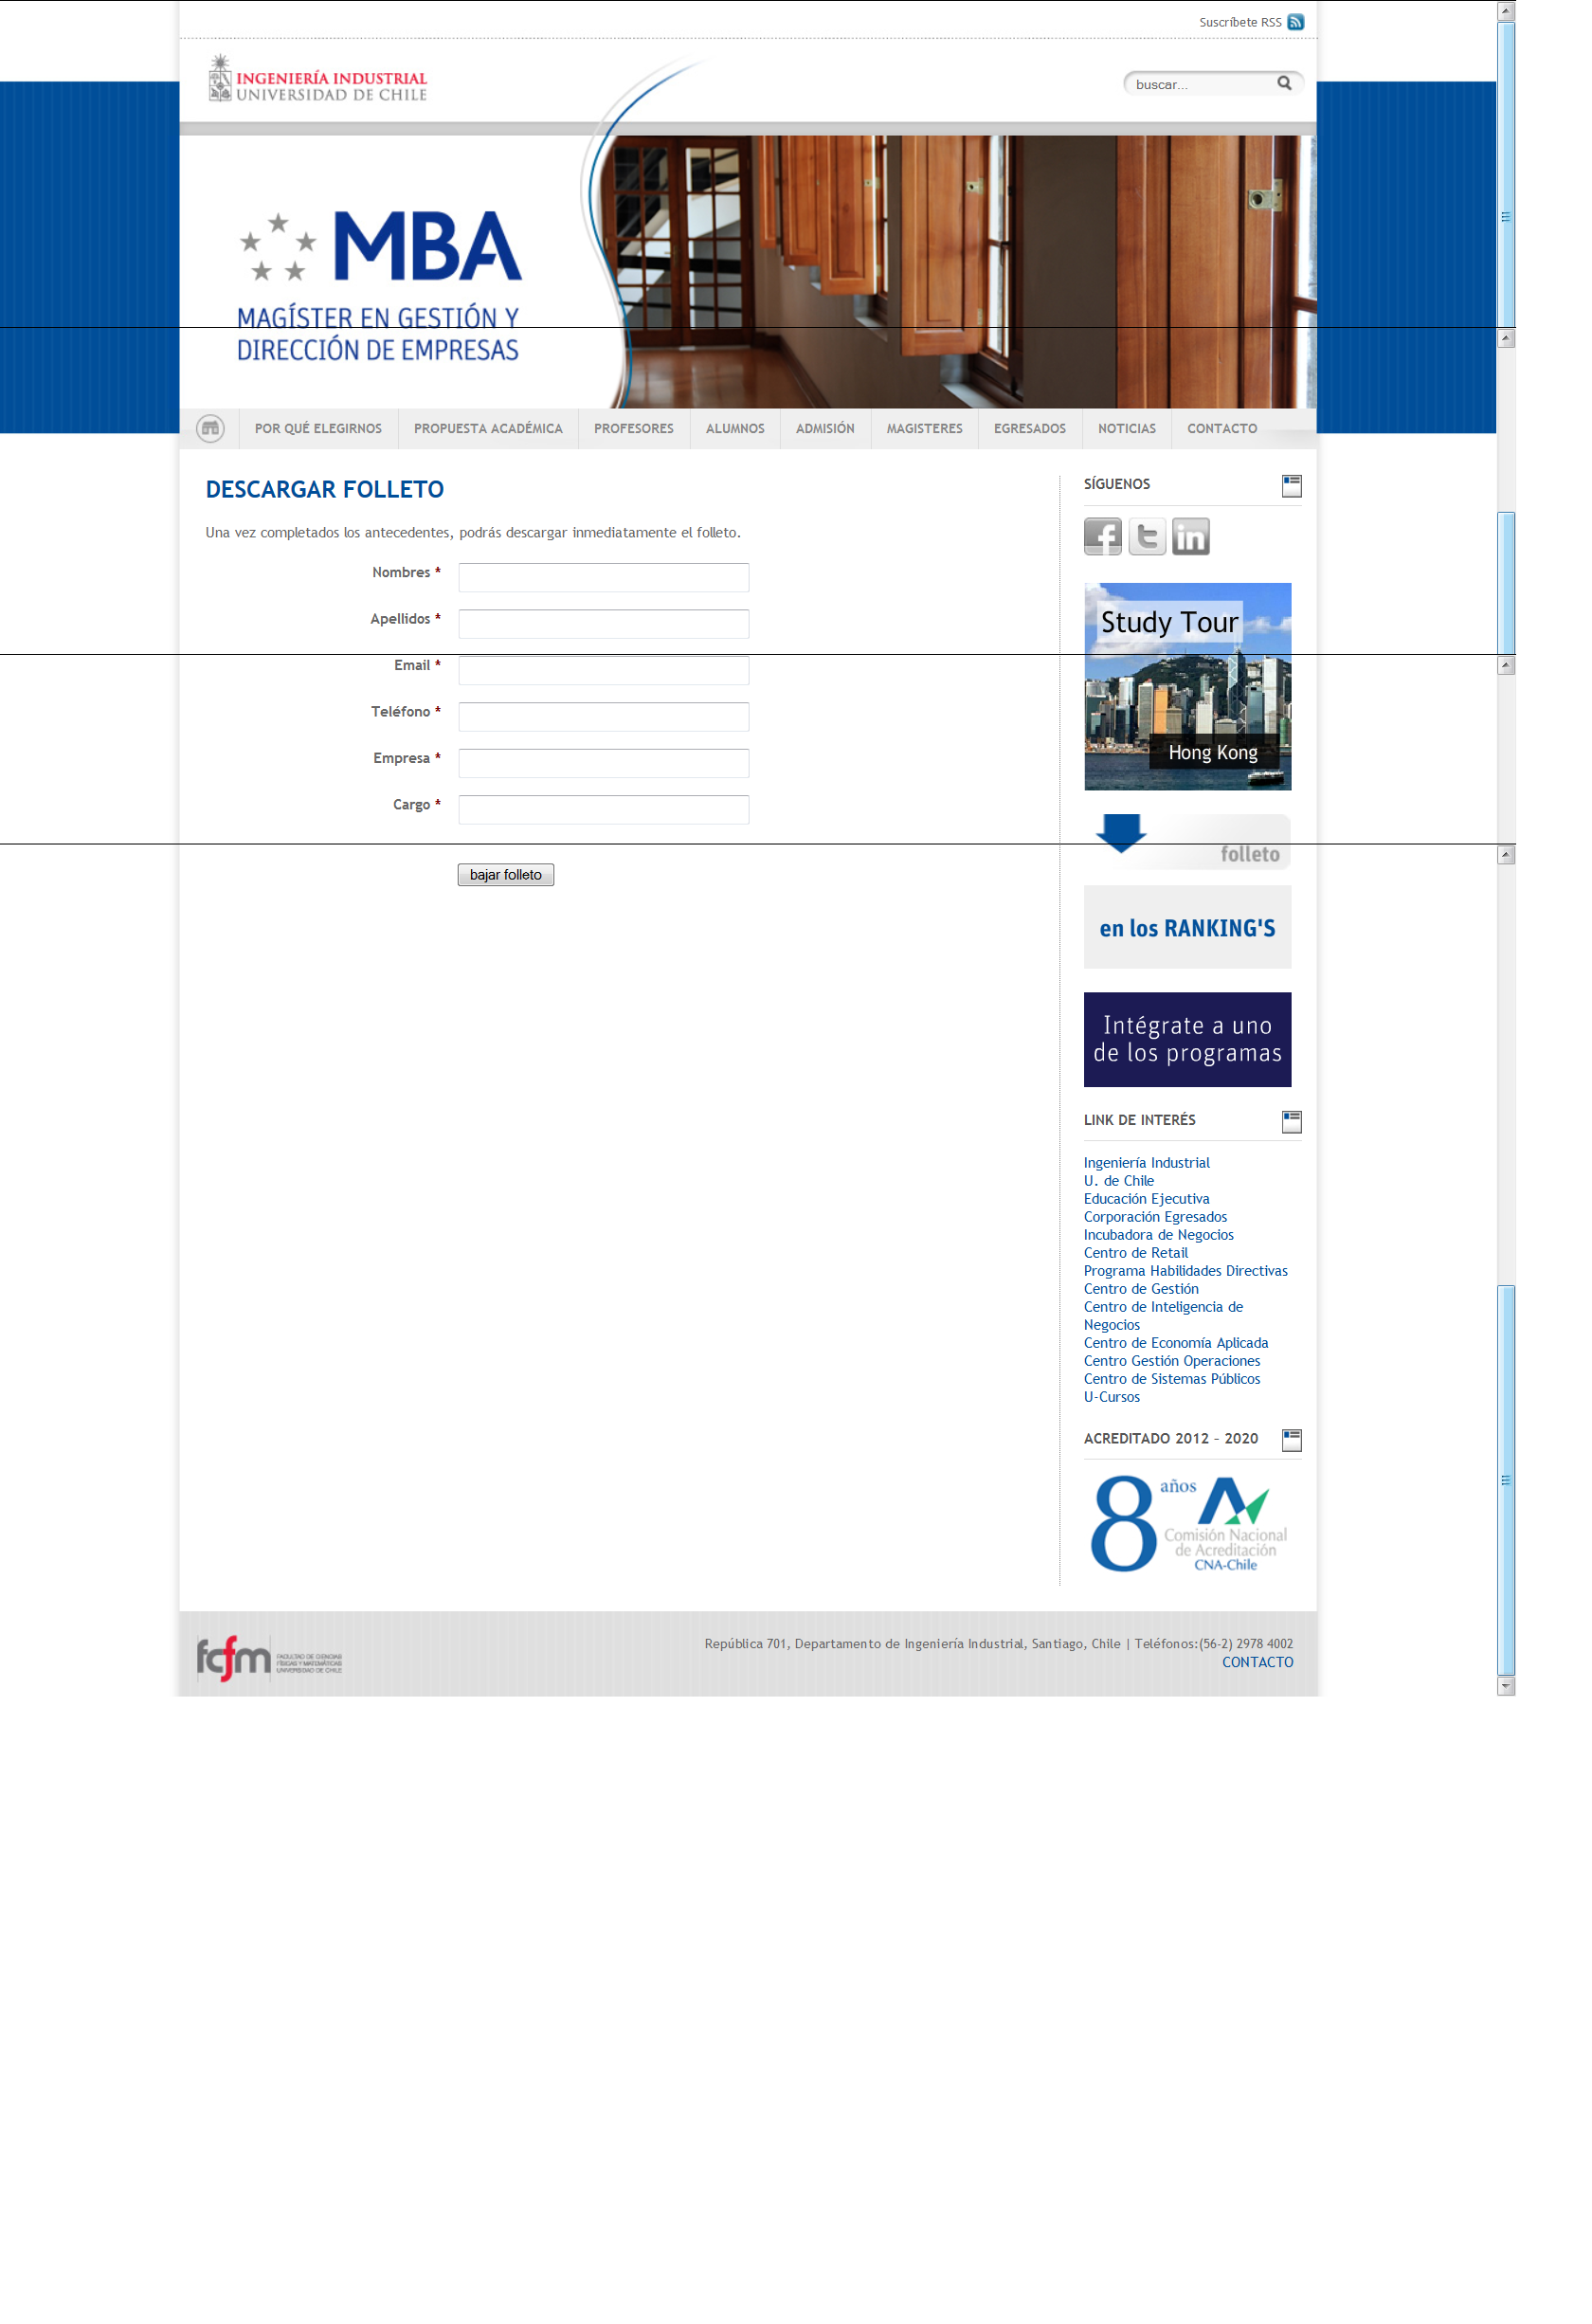 Suscríbete RSS
INGENIERÍA INDUSTRIAL
UNIVERSIDAD DE CHILE
buscar...
MBA
MAGÍSTER EN GESTIÓN Y
DIRECCIÓN DE EMPRESAS
POR QUÉ ELEGIRNOS PROPUESTA ACADÉMICA PROFESORES ALUMNOS ADMISIÓN MAGISTERES EGRESADOS NOTICIAS CONTACTO
DESCARGAR FOLLETO
Una vez completados los antecedentes, podrás descargar inmediatamente el folleto.
Nombres *
Apellidos *
Email *
Teléfono *
Empresa *
Cargo *
bajar folleto
SÍGUENOS
Study Tour
Hong Kong
folleto
en los RANKING'S
Intégrate a uno
de los programas
LINK DE INTERÉS
Ingeniería Industrial
U. de Chile
Educación Ejecutiva
Corporación Egresados
Incubadora de Negocios
Centro de Retail
Programa Habilidades Directivas
Centro de Gestión
Centro de Inteligencia de
Negocios
Centro de Economía Aplicada
Centro Gestión Operaciones
Centro de Sistemas Públicos
U-Cursos
ACREDITADO 2012 - 2020
8 años
Comisión Nacional
de Acreditación
CNA-Chile
fcfm
FACULTAD DE CIENCIAS
FÍSICAS Y MATEMÁTICAS
UNIVERSIDAD DE CHILE
República 701, Departamento de Ingeniería Industrial, Santiago, Chile | Teléfonos:(56-2) 2978 4002
CONTACTO